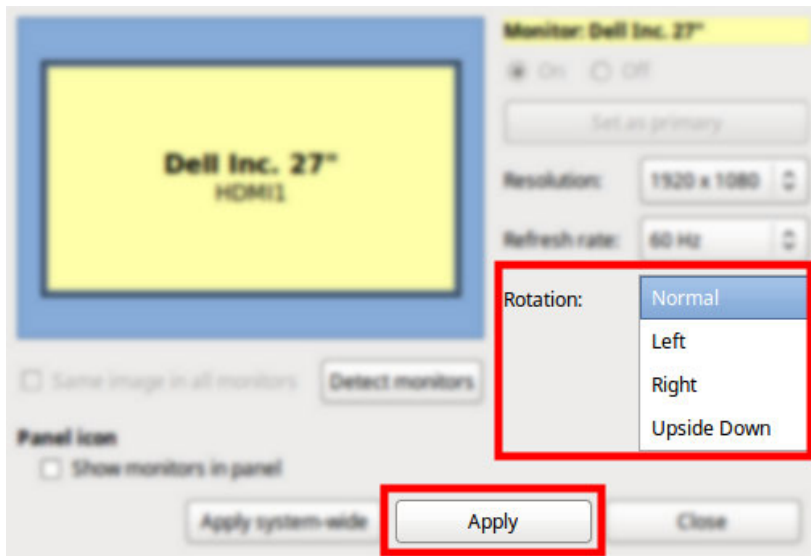 Monitor: Dell Inc. 27"
On Off
Set as primary
Dell Inc. 27"
HDMI1
Resolution: 1920 x 1080
Refresh rate: 60 Hz
Rotation: Normal
Left
Right
Upside Down
Same image in all monitors Detect monitors
Panel icon
Show monitors in panel
Apply system-wide Apply Close